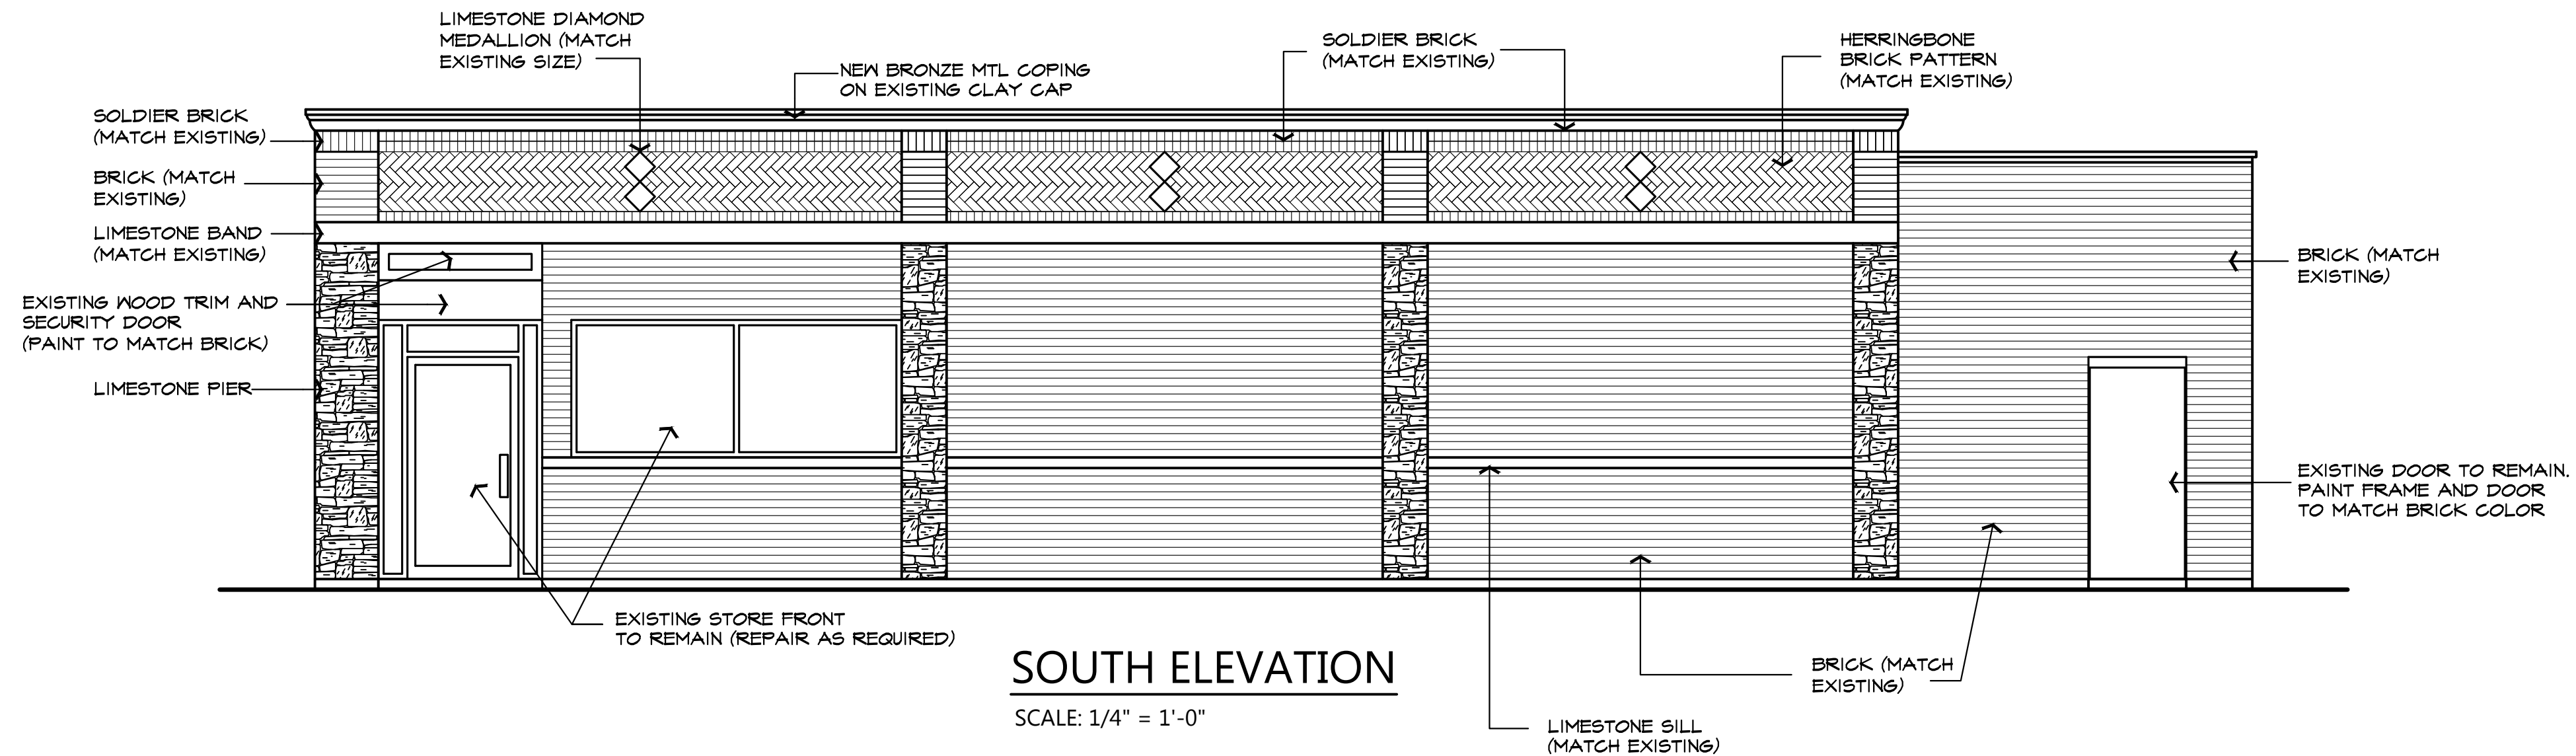 LIMESTONE DIAMOND
MEDALLION (MATCH
EXISTING SIZE)
NEW BRONZE MTL COPING
ON EXISTING CLAY CAP
SOLDIER BRICK
(MATCH EXISTING)
HERRINGBONE
BRICK PATTERN
(MATCH EXISTING)
SOLDIER BRICK
(MATCH EXISTING)
BRICK (MATCH
EXISTING)
LIMESTONE BAND
(MATCH EXISTING)
EXISTING WOOD TRIM AND
SECURITY DOOR
(PAINT TO MATCH BRICK)
LIMESTONE PIER
BRICK (MATCH
EXISTING)
EXISTING DOOR TO REMAIN.
PAINT FRAME AND DOOR
TO MATCH BRICK COLOR
EXISTING STORE FRONT
TO REMAIN (REPAIR AS REQUIRED)
BRICK (MATCH
EXISTING)
LIMESTONE SILL
(MATCH EXISTING)
SOUTH ELEVATION
SCALE: 1/4" = 1'-0"